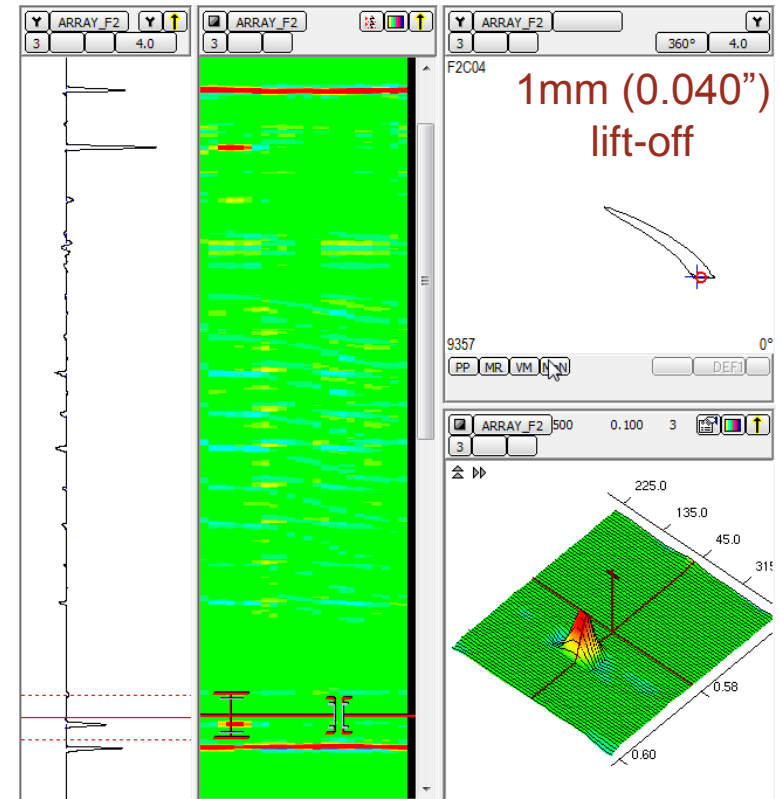 Y ARRAY_F2 Y
3 4.0
ARRAY_F2
3
Y ARRAY_F2 Y
3 360° 4.0
F2C04
1mm (0.040”)
lift-off
9357 0°
PP MR VM DEF1
ARRAY_F2 500 0.100 3
3
225.0
135.0
45.0
0.58
0.60